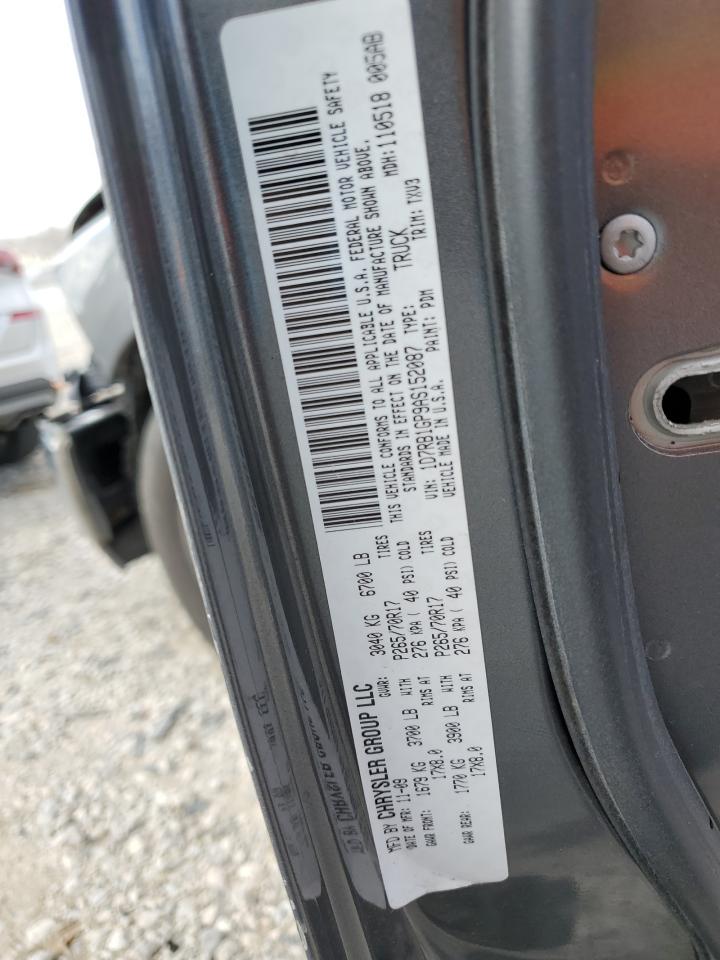 MFD BY CHRYSLER GROUP LLC
DATE OF MFR: 11-09 GVWR: 3040 KG 6700 LB
GAWR FRONT: 1679 KG 3700 LB WITH P265/70R17 TIRES
17X8.0 RIMS AT 276 KPA ( 40 PSI) COLD
GAWR REAR: 1770 KG 3900 LB WITH P265/70R17 TIRES
17X8.0 RIMS AT 276 KPA ( 40 PSI) COLD
THIS VEHICLE CONFORMS TO ALL APPLICABLE U.S.A. FEDERAL MOTOR VEHICLE SAFETY
STANDARDS IN EFFECT ON THE DATE OF MANUFACTURE SHOWN ABOVE.
VIN: 1D7RB1GP9AS152087 TYPE: TRUCK MDH:110518 005AB
VEHICLE MADE IN U.S.A. PAINT: PDM TRIM: TXV3